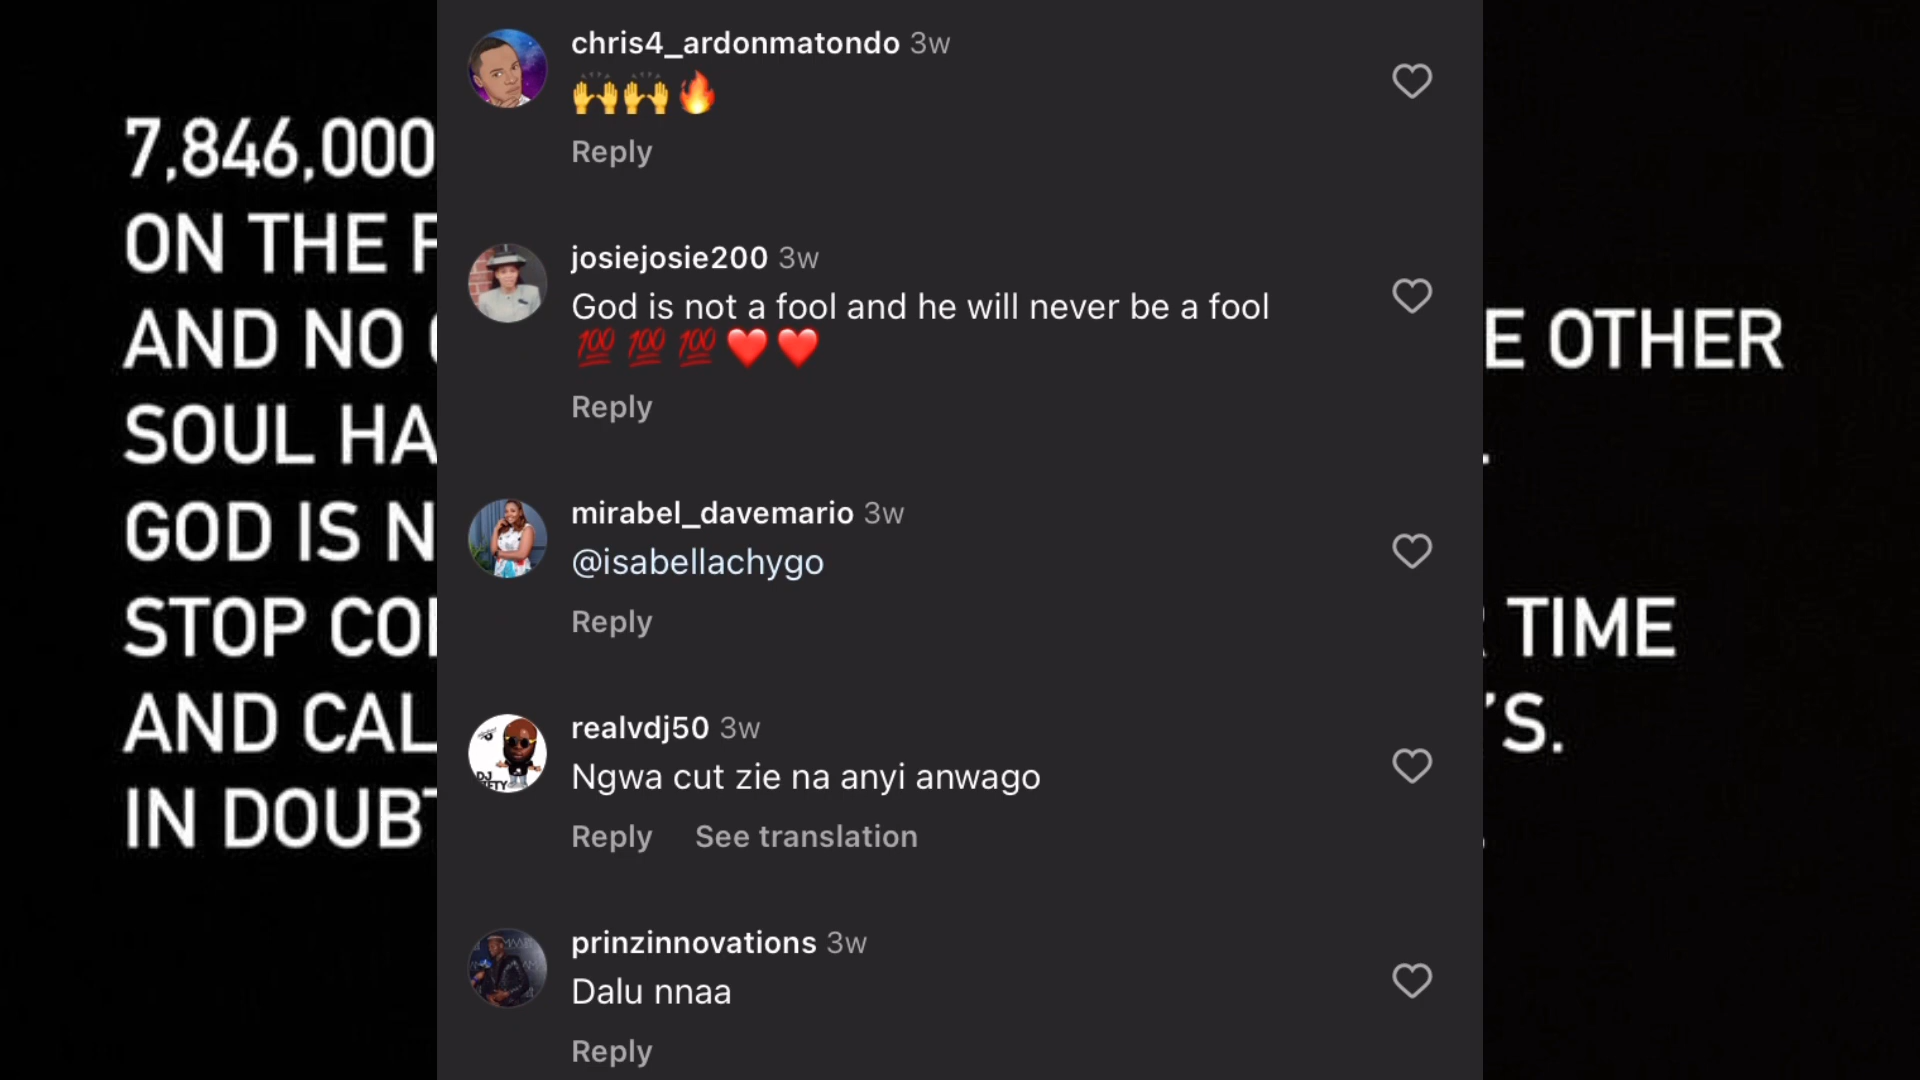 7,846,000
ON THE
AND NO
SOUL HA
GOD IS N
STOP CO
AND CAL
IN DOUBT
chris4_ardonmatondo 3w
🙌🙌🔥
Reply
josiejosie200 3w
God is not a fool and he will never be a fool
💯💯💯❤️❤️
Reply
mirabel_davemario 3w
@isabellachygo
Reply
realvdj50 3w
Ngwa cut zie na anyi anwago
Reply See translation
prinzinnovations 3w
Dalu nnaa
Reply
E OTHER
TIME
'S.